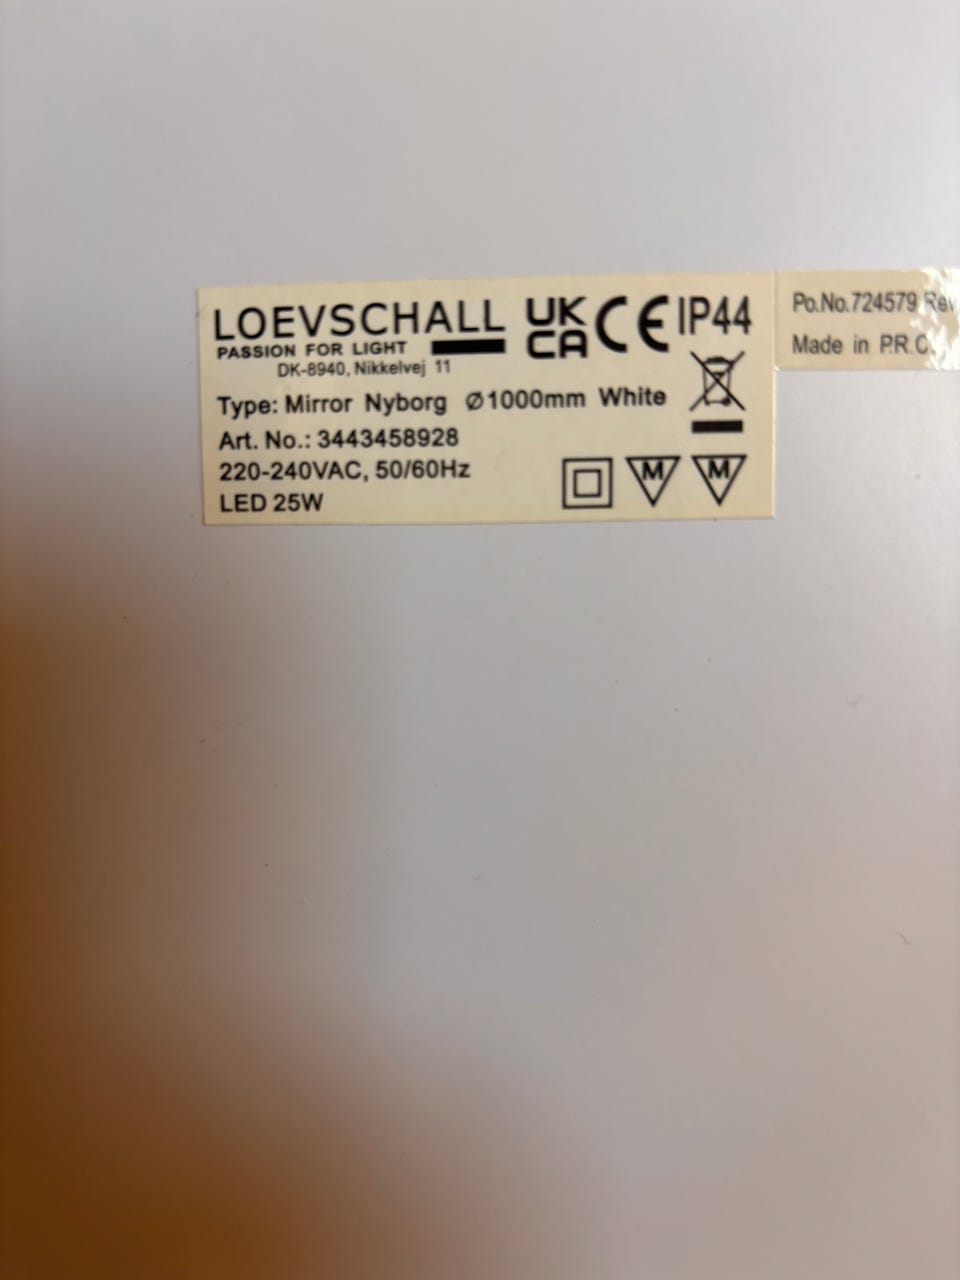 LOEVSCHALL
PASSION FOR LIGHT
DK-8940, Nikkelvej 11
UK
CA
CE IP44
Type: Mirror Nyborg Ø1000mm White
Art. No.: 3443458928
220-240VAC, 50/60Hz
LED 25W
M M
Po.No.724579 Rev
Made in P.R.C.